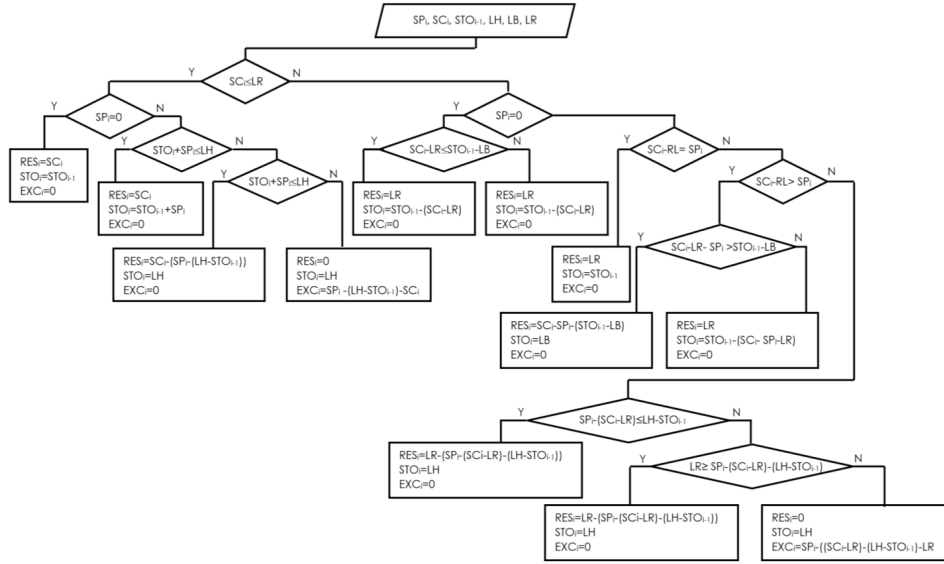 SPᵢ, SCᵢ, STOᵢ₋₁, LH, LB, LR
SCᵢ≤LR
Y
N
SPᵢ=0
Y
N
SPᵢ=0
Y
N
RESᵢ=SCᵢ
STOᵢ=STOᵢ₋₁
EXCᵢ=0
STOᵢ+SPᵢ≤LH
Y
N
SCᵢ-LR≤STOᵢ₋₁-LB
Y
N
SCᵢ-RL= SPᵢ
Y
N
RESᵢ=SCᵢ
STOᵢ=STOᵢ₋₁+SPᵢ
EXCᵢ=0
STOᵢ+SPᵢ≤LH
Y
N
RESᵢ=LR
STOᵢ=STOᵢ₋₁-(SCᵢ-LR)
EXCᵢ=0
RESᵢ=LR
STOᵢ=STOᵢ₋₁-(SCᵢ-LR)
EXCᵢ=0
SCᵢ-RL> SPᵢ
Y
N
RESᵢ=SCᵢ-(SPᵢ-(LH-STOᵢ₋₁))
STOᵢ=LH
EXCᵢ=0
RESᵢ=0
STOᵢ=LH
EXCᵢ=SPᵢ -(LH-STOᵢ₋₁)-SCᵢ
RESᵢ=LR
STOᵢ=STOᵢ₋₁
EXCᵢ=0
SCᵢ-LR- SPᵢ >STOᵢ₋₁-LB
Y
N
RESᵢ=SCᵢ-SPᵢ-(STOᵢ₋₁-LB)
STOᵢ=LB
EXCᵢ=0
RESᵢ=LR
STOᵢ=STOᵢ₋₁-(SCᵢ- SPᵢ-LR)
EXCᵢ=0
SPᵢ-(SCᵢ-LR)≤LH-STOᵢ₋₁
Y
N
RESᵢ=LR-(SPᵢ-(SCi-LR)-(LH-STOᵢ₋₁))
STOᵢ=LH
EXCᵢ=0
LR≥ SPᵢ-(SCᵢ-LR)-(LH-STOᵢ₋₁)
Y
N
RESᵢ=LR-(SPᵢ-(SCi-LR)-(LH-STOᵢ₋₁))
STOᵢ=LH
EXCᵢ=0
RESᵢ=0
STOᵢ=LH
EXCᵢ=SPᵢ-((SCᵢ-LR)-(LH-STOᵢ₋₁)-LR